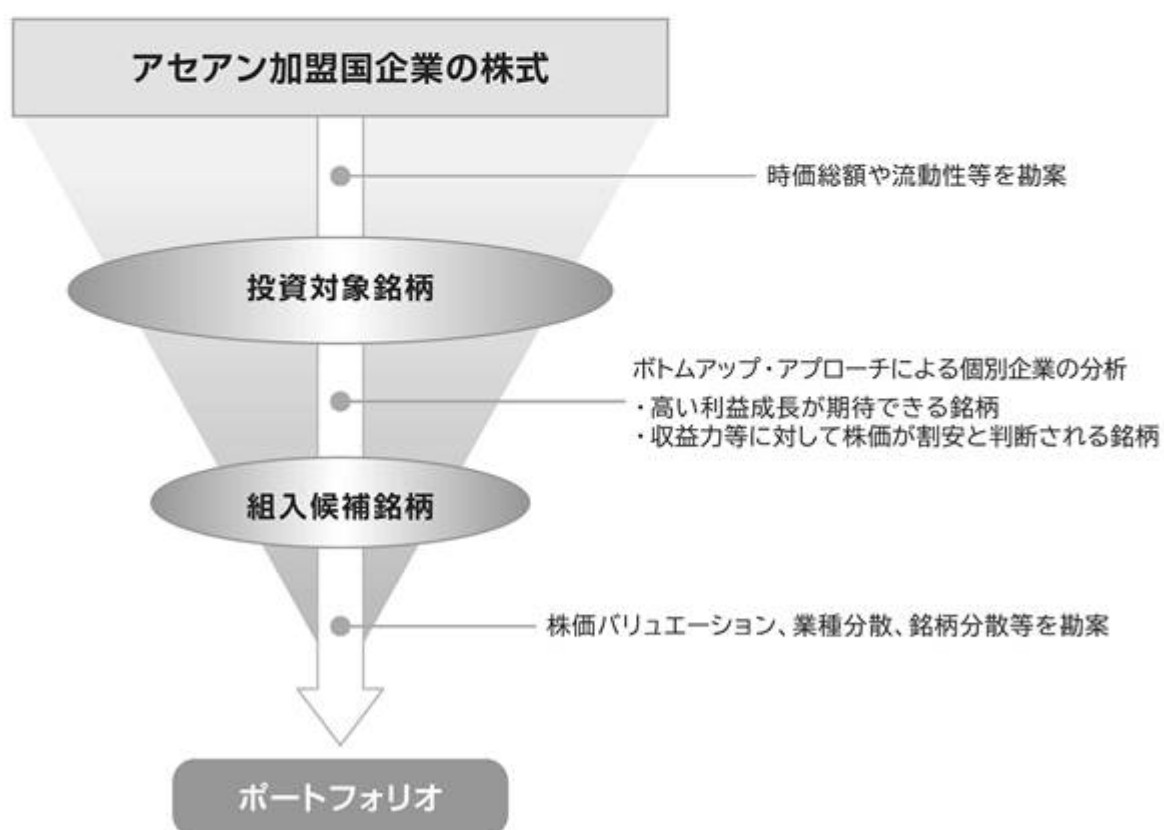 アセアン加盟国企業の株式
時価総額や流動性等を勘案
投資対象銘柄
ボトムアップ・アプローチによる個別企業の分析
・高い利益成長が期待できる銘柄
・収益力等に対して株価が割安と判断される銘柄
組入候補銘柄
株価バリュエーション、業種分散、銘柄分散等を勘案
ポートフォリオ